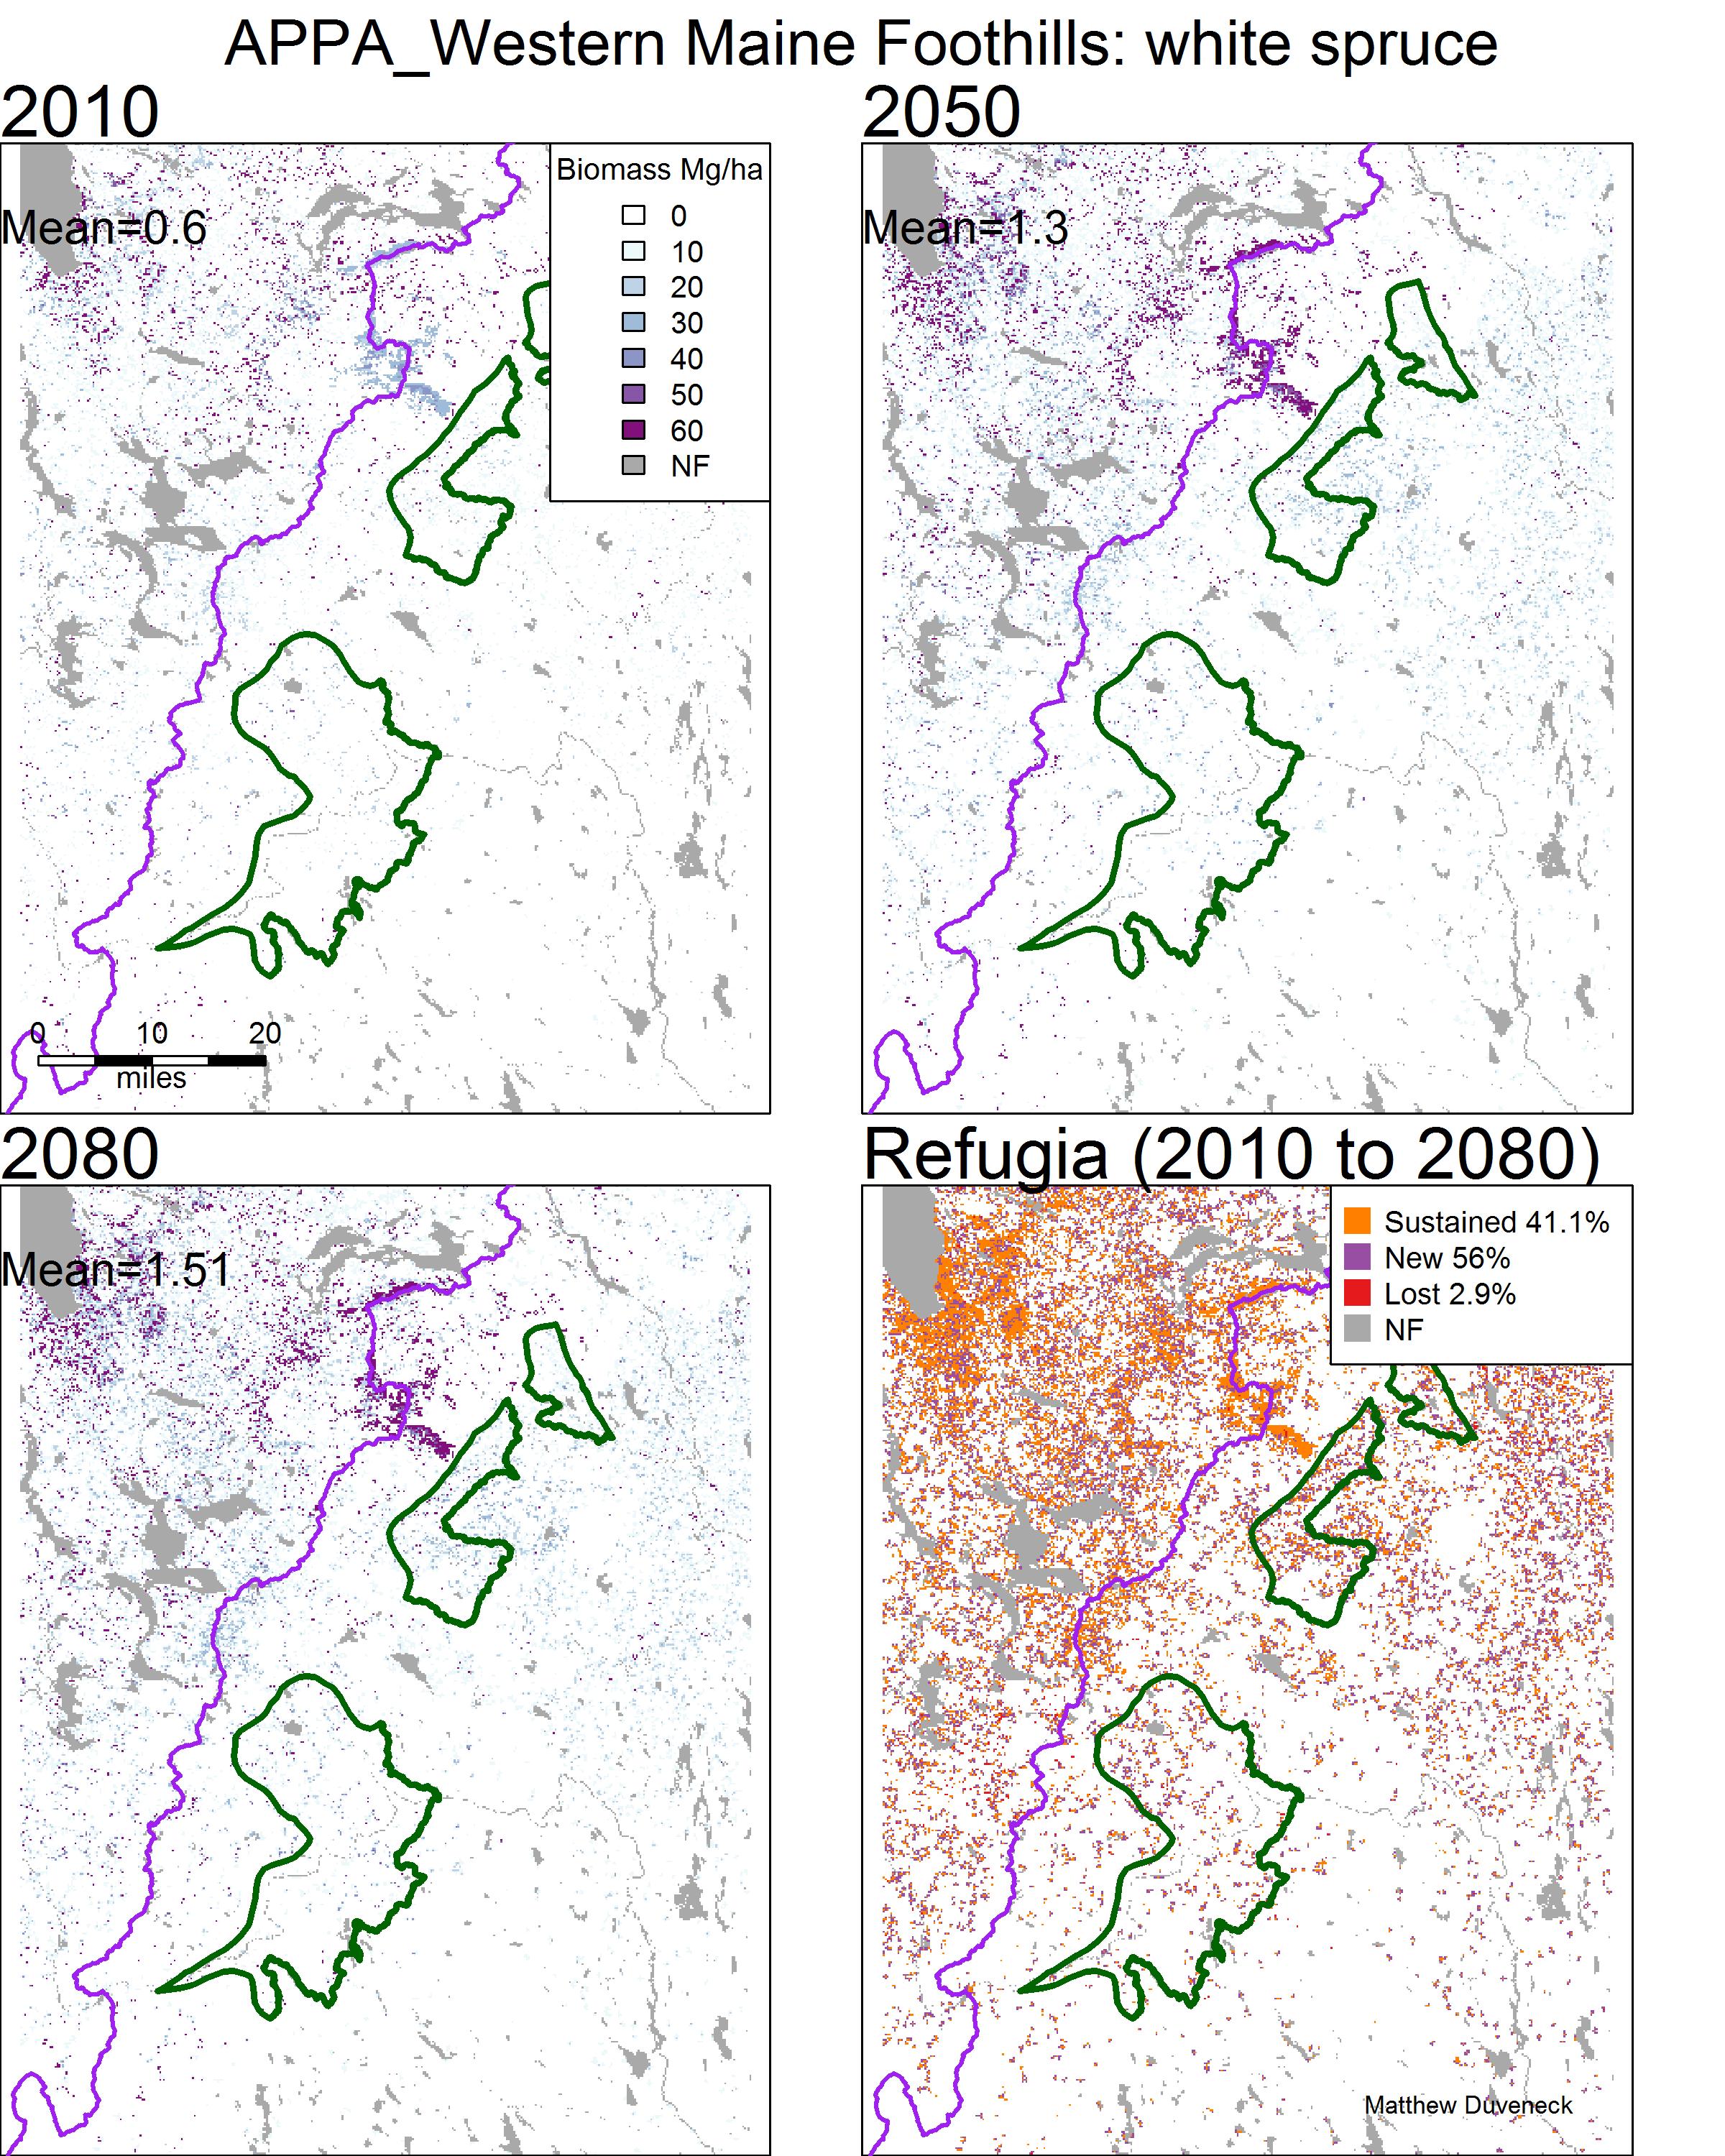 APPA_Western Maine Foothills: white spruce
2010
Mean=0.6
Biomass Mg/ha
0
10
20
30
40
50
60
NF
0 10 20
miles
2050
Mean=1.3
2080
Mean=1.51
Refugia (2010 to 2080)
Sustained 41.1%
New 56%
Lost 2.9%
NF
Matthew Duveneck